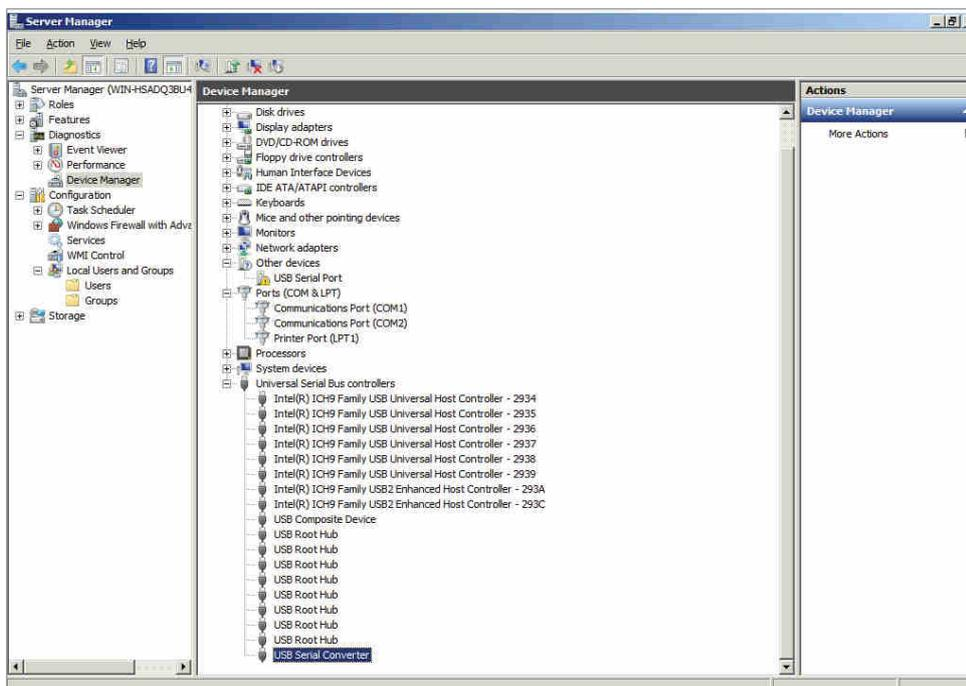 Server Manager
File Action View Help
Server Manager (WIN-HSADQ3BU4
Roles
Features
Diagnostics
Event Viewer
Performance
Device Manager
Configuration
Task Scheduler
Windows Firewall with Adva
Services
WMI Control
Local Users and Groups
Users
Groups
Storage
Device Manager
Disk drives
Display adapters
DVD/CD-ROM drives
Floppy drive controllers
Human Interface Devices
IDE ATA/ATAPI controllers
Keyboards
Mice and other pointing devices
Monitors
Network adapters
Other devices
USB Serial Port
Ports (COM & LPT)
Communications Port (COM1)
Communications Port (COM2)
Printer Port (LPT1)
Processors
System devices
Universal Serial Bus controllers
Intel(R) ICH9 Family USB Universal Host Controller - 2934
Intel(R) ICH9 Family USB Universal Host Controller - 2935
Intel(R) ICH9 Family USB Universal Host Controller - 2936
Intel(R) ICH9 Family USB Universal Host Controller - 2937
Intel(R) ICH9 Family USB Universal Host Controller - 2938
Intel(R) ICH9 Family USB Universal Host Controller - 2939
Intel(R) ICH9 Family USB2 Enhanced Host Controller - 293A
Intel(R) ICH9 Family USB2 Enhanced Host Controller - 293C
USB Composite Device
USB Root Hub
USB Root Hub
USB Root Hub
USB Root Hub
USB Root Hub
USB Root Hub
USB Root Hub
USB Root Hub
USB Serial Converter
Actions
Device Manager
More Actions